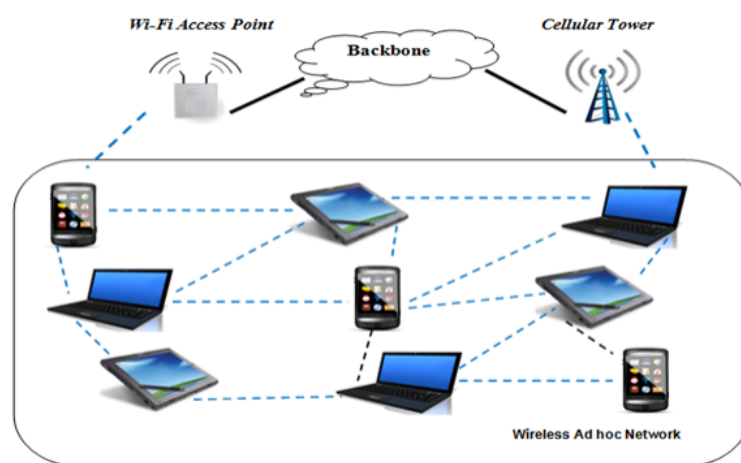 Wi-Fi Access Point
Backbone
Cellular Tower
Wireless Ad hoc Network